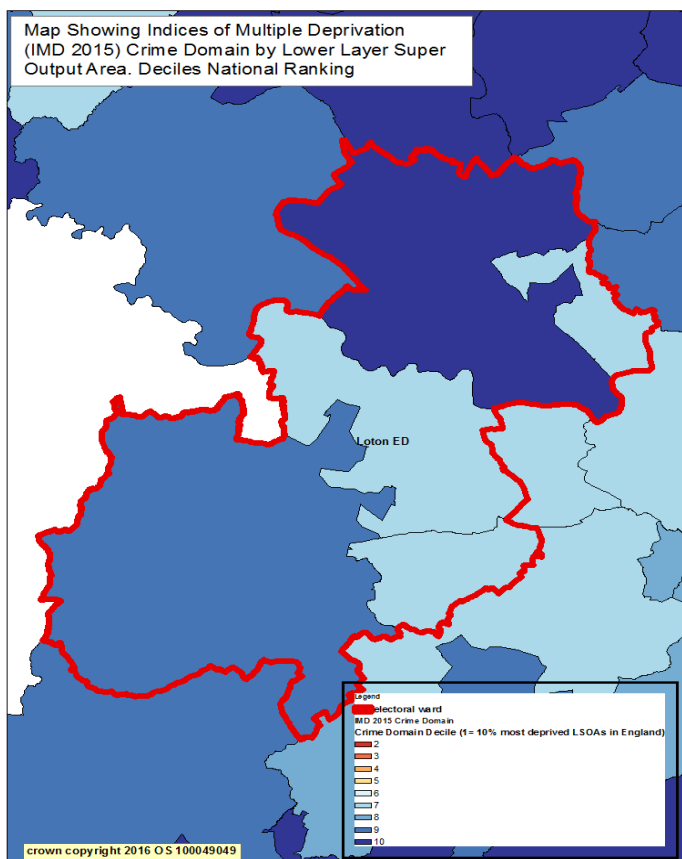 Map Showing Indices of Multiple Deprivation
(IMD 2015) Crime Domain by Lower Layer Super
Output Area. Deciles National Ranking
Loton ED
Legend
electoral ward
IMD 2015 Crime Domain
Crime Domain Decile (1= 10% most deprived LSOAs in England)
2
3
4
5
6
7
8
9
10
crown copyright 2016 OS 100049049